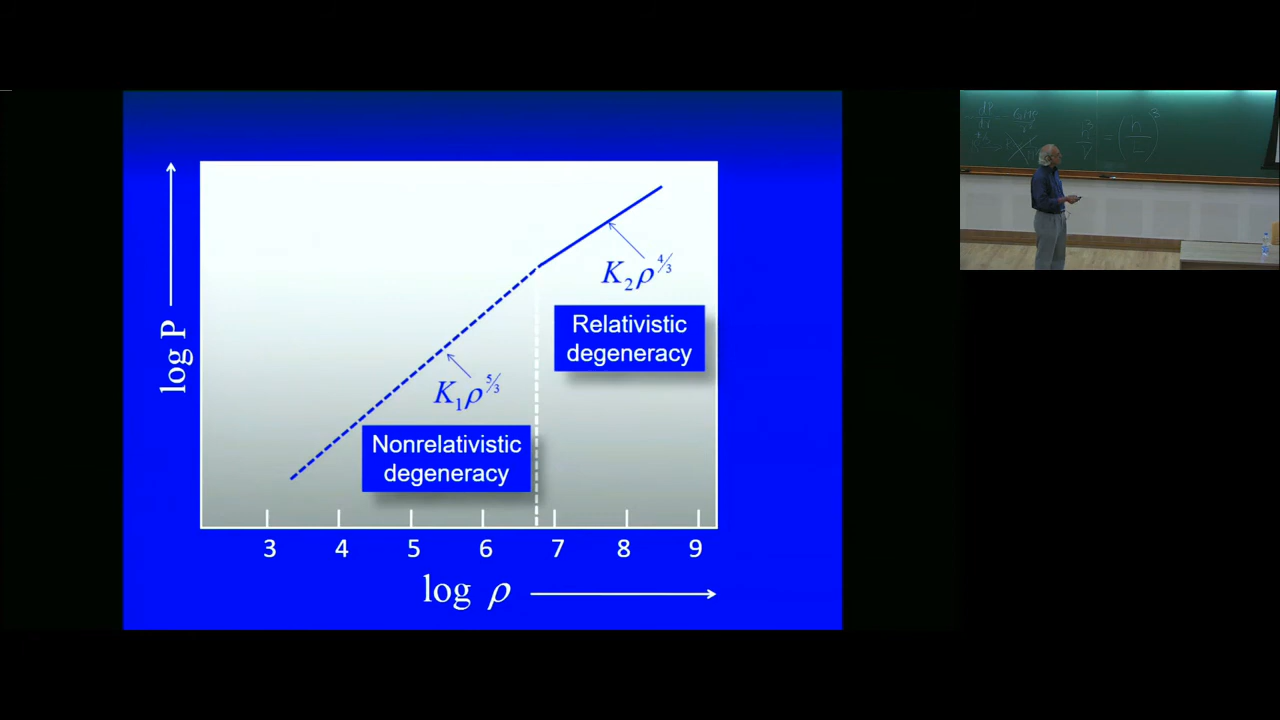 log P
K₂ρ^4/3
Relativistic
degeneracy
K₁ρ^5/3
Nonrelativistic
degeneracy
3 4 5 6 7 8 9
log ρ